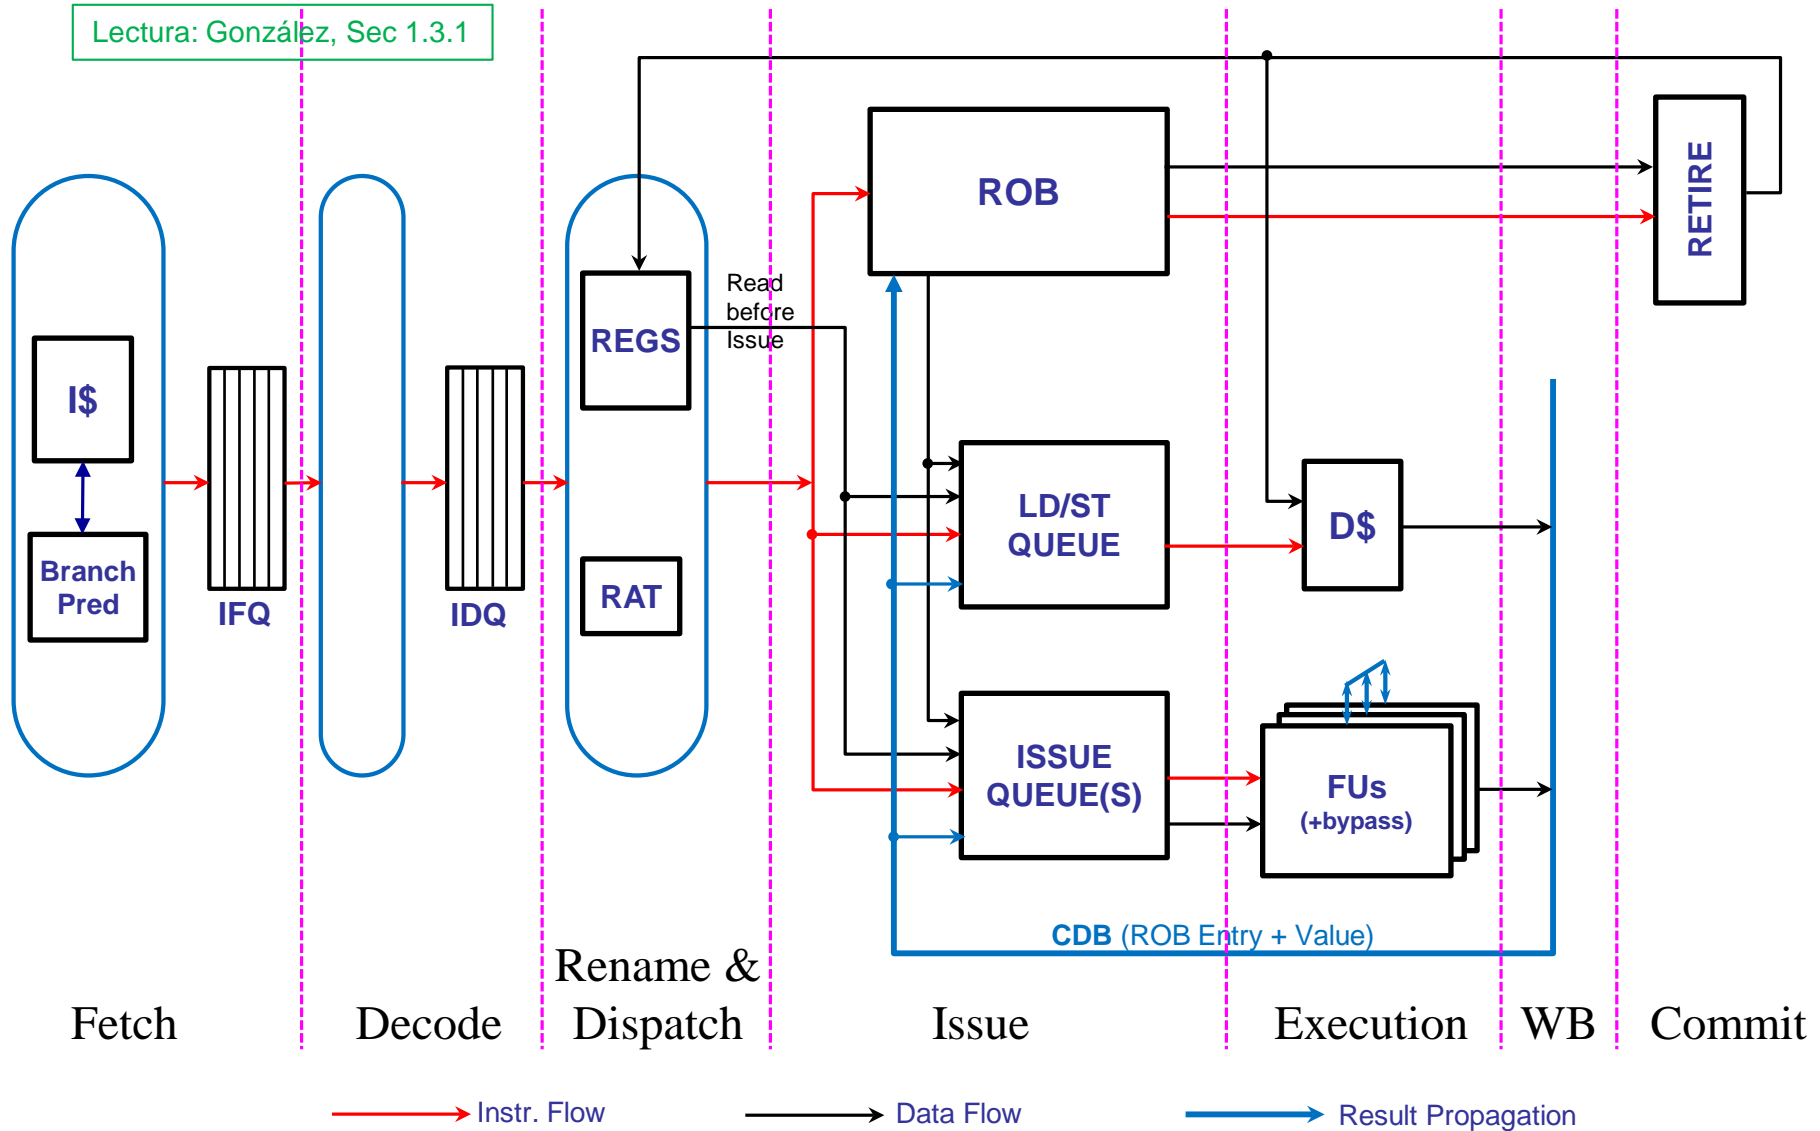 Lectura: González, Sec 1.3.1
ROB
RETIRE
Read
before
Issue
REGS
I$
LD/ST
QUEUE
D$
Branch
Pred
IFQ
IDQ
RAT
ISSUE
QUEUE(S)
FUs
(+bypass)
CDB (ROB Entry + Value)
Fetch
Decode
Rename &
Dispatch
Issue
Execution
WB
Commit
Instr. Flow
Data Flow
Result Propagation